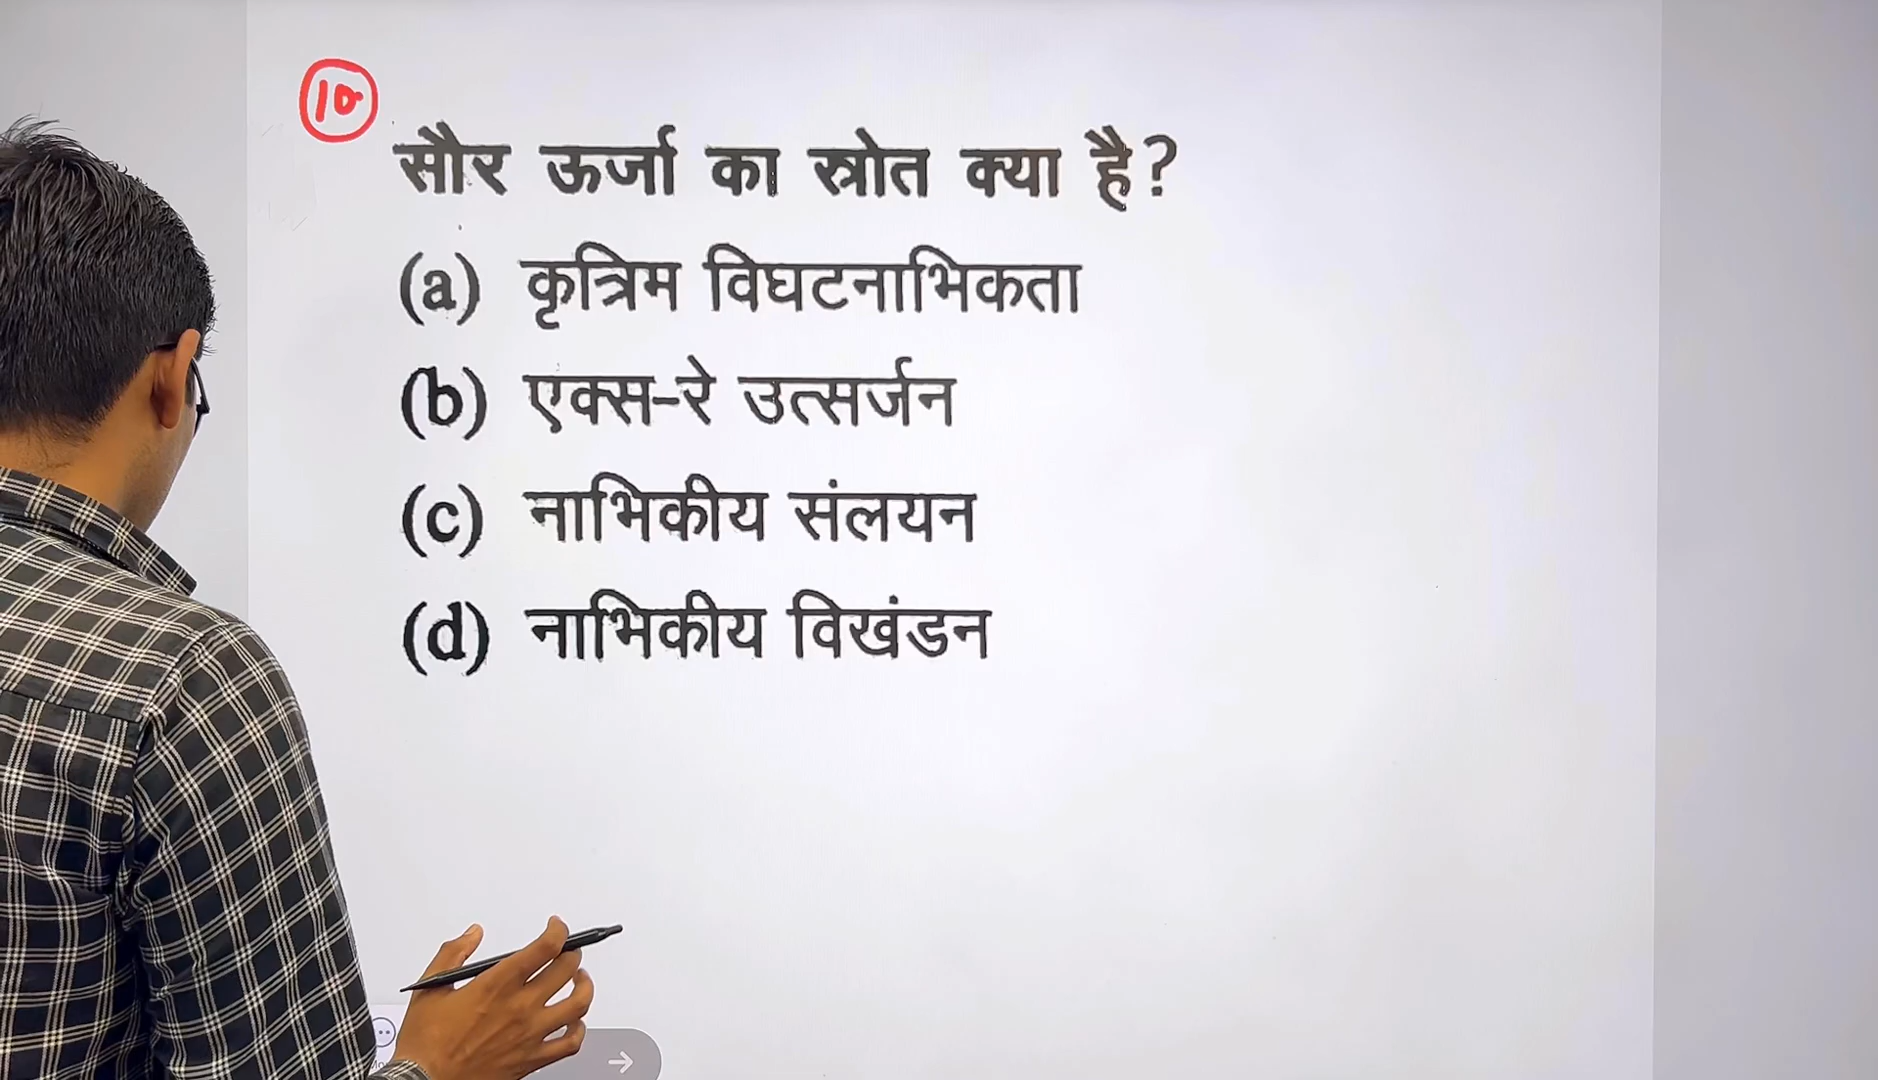 10
सौर ऊर्जा का स्रोत क्या है?
(a) कृत्रिम विघटनाभिकता
(b) एक्स-रे उत्सर्जन
(c) नाभिकीय संलयन
(d) नाभिकीय विखंडन